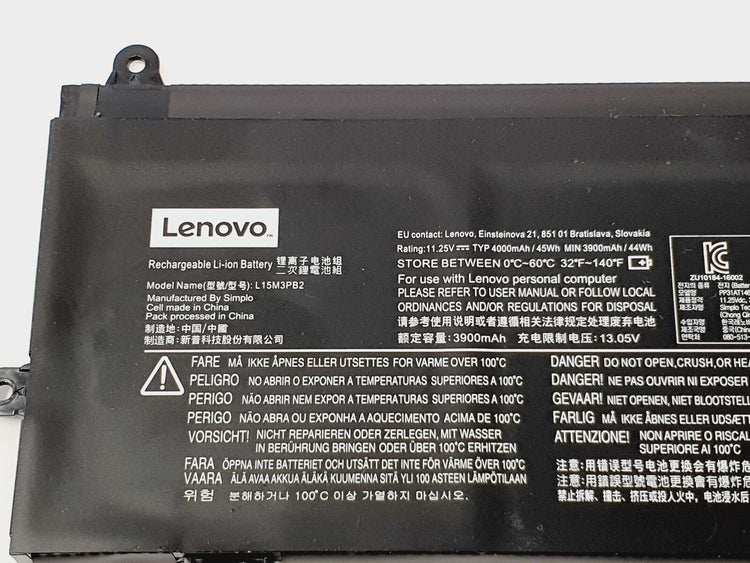 Lenovo™
Rechargeable Li-ion Battery 锂离子电池组
二次鋰電池組
Model Name(型號/型号): L15M3PB2
Manufactured By Simplo
Cell made in China
Pack processed in China
制造地: 中国/中國
製造商: 新普科技股份有限公司
EU contact: Lenovo, Einsteinova 21, 851 01 Bratislava, Slovakia
Rating: 11.25V⎓ TYP 4000mAh / 45Wh MIN 3900mAh / 44Wh
STORE BETWEEN 0℃~60℃ 32℉~140℉
For use with Lenovo personal computer
PLEASE REFER TO USER MANUAL OR FOLLOW LOCAL
ORDINANCES AND/OR REGULATIONS FOR DISPOSAL
请参考使用说明或者遵循相关法律规定处理废弃电池
额定容量: 3900mAh 充电限制电压: 13.05V
ZU10184-16002
PP31AT146
FARE MÅ IKKE ÅPNES ELLER UTSETTES FOR VARME OVER 100℃
PELIGRO NO ABRIR O EXPONER A TEMPERATURAS SUPERIORES A 100℃
PERIGO NÃO ABRIR NEM EXPOR A TEMPERATURAS SUPERIORES A 100℃
PERIGO NÃO ABRA OU EXPONHA A AQUECIMENTO ACIMA DE 100℃
VORSICHT! NICHT REPARIEREN ODER ZERLEGEN, MIT WASSER
IN BERÜHRUNG BRINGEN ODER ÜBER 100℃ ERHITZEN
FARA ÖPPNA INTE BATTERIET OCH UTSÄTT DET INTE FÖR VÄRME ÖVER 100℃
VAARA ÄLÄ AVAA AKKUA ÄLÄKÄ KUUMENNA SITÄ YLI 100 ASTEEN LÄMPÖTILAAN
위험 분해하거나 100℃ 이상 가열하지 마십시오.
DANGER DO NOT OPEN,CRUSH,OR HEA
DANGER! NE PAS OUVRIR NI EXPOSER
GEVAAR! NIET OPENEN, NIET BLOOTSTELL
FARLIG MÅ IKKE ÅBNES ELLER UDSÆTT
ATTENZIONE! NON APRIRE O RISCAL
SUPERIORI AI 100℃
注意: 用错误型号电池更换会有爆炸危
注意: 用錯誤型號電池更換會有爆炸危
禁止拆解、撞击、挤压或投入火中,